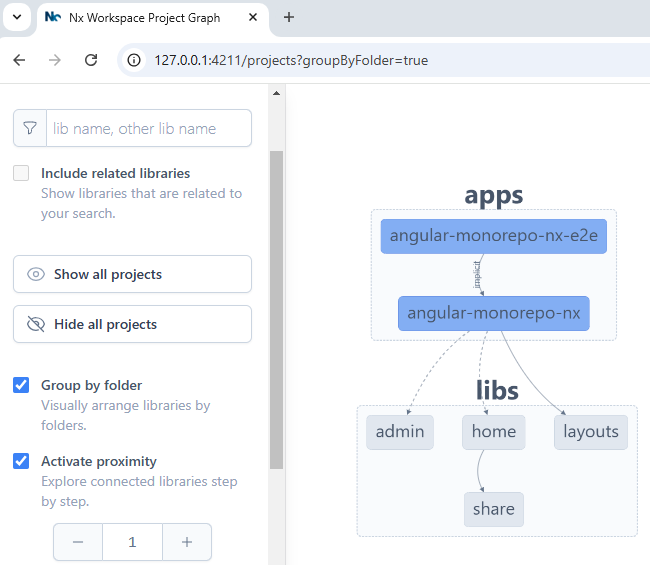 Nx Workspace Project Graph
127.0.0.1:4211/projects?groupByFolder=true
lib name, other lib name
Include related libraries
Show libraries that are related to
your search.
Show all projects
Hide all projects
Group by folder
Visually arrange libraries by
folders.
Activate proximity
Explore connected libraries step
by step.
1
apps
angular-monorepo-nx-e2e
implicit
angular-monorepo-nx
libs
admin
home
layouts
share